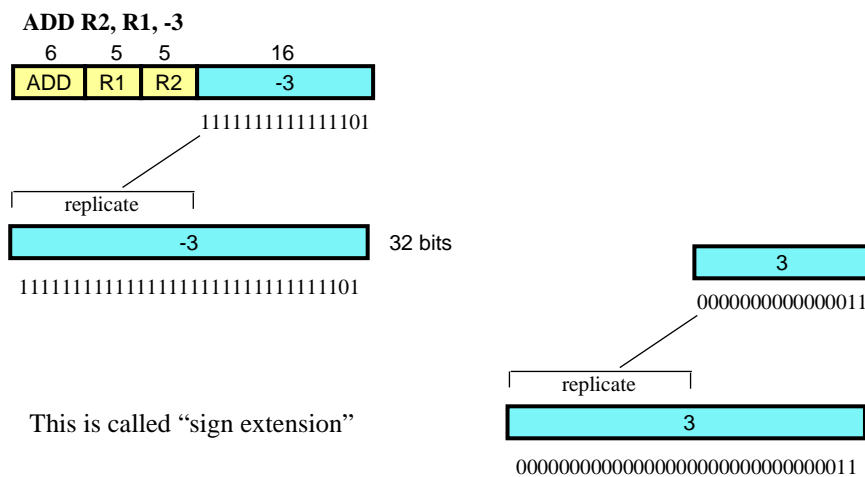 ADD R2, R1, -3
6 5 5 16
ADD R1 R2 -3
1111111111111101
replicate
-3 32 bits
11111111111111111111111111111101
3
0000000000000011
replicate
This is called “sign extension”
3
00000000000000000000000000000011